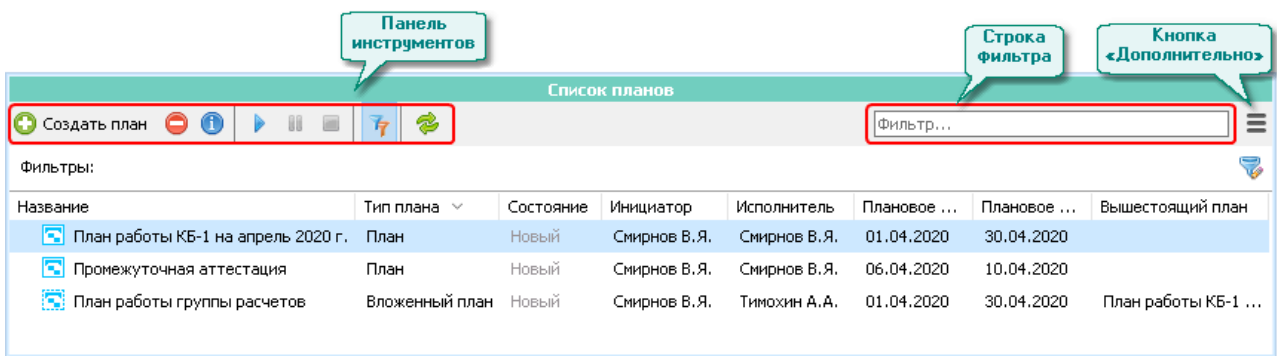 Панель
инструментов
Строка
фильтра
Кнопка
«Дополнительно»
Список планов
Создать план
Фильтр...
Фильтры:
Название Тип плана Состояние Инициатор Исполнитель Плановое ... Плановое ... Вышестоящий план
План работы КБ-1 на апрель 2020 г. План Новый Смирнов В.Я. Смирнов В.Я. 01.04.2020 30.04.2020
Промежуточная аттестация План Новый Смирнов В.Я. Смирнов В.Я. 06.04.2020 10.04.2020
План работы группы расчетов Вложенный план Новый Смирнов В.Я. Тимохин А.А. 01.04.2020 30.04.2020 План работы КБ-1 ...